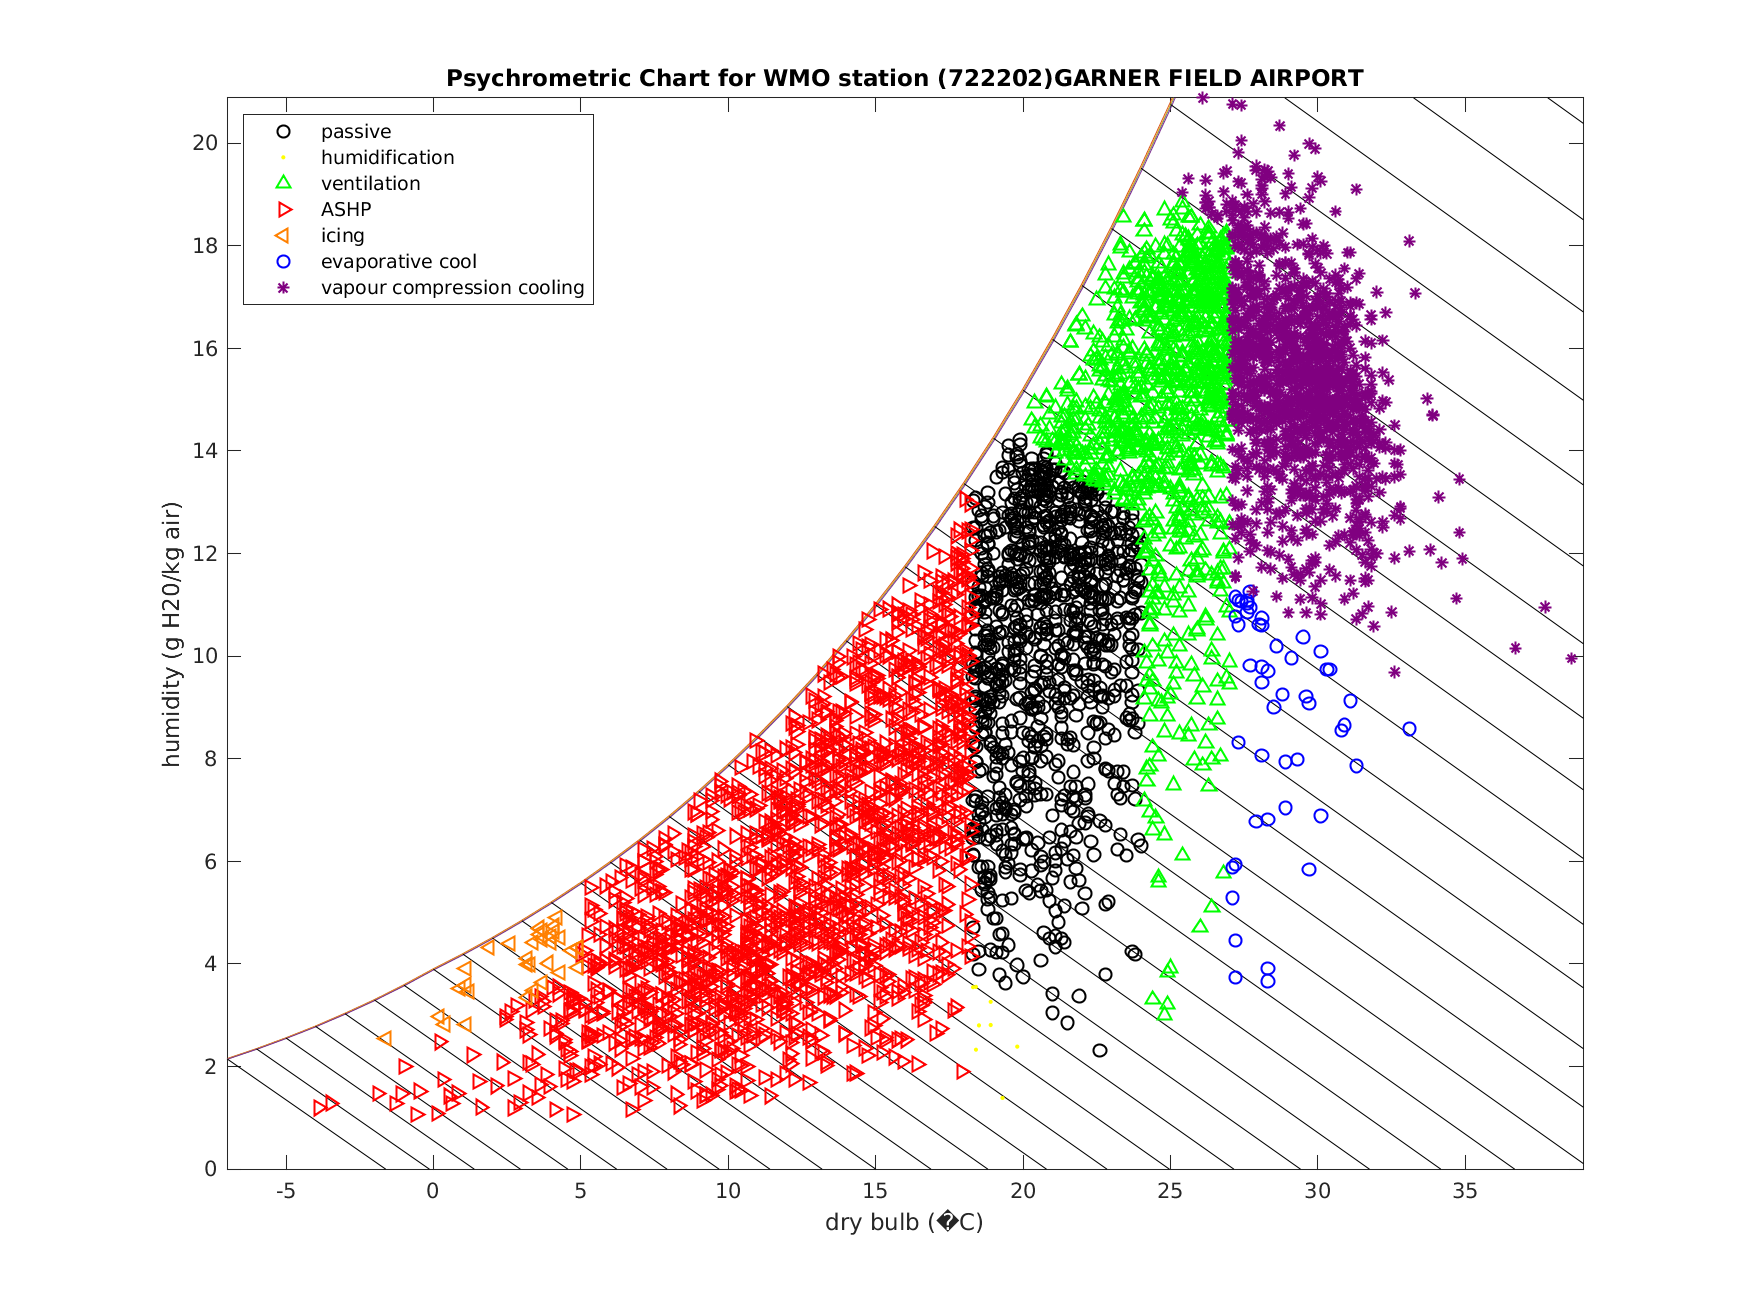 Psychrometric Chart for WMO station (722202)GARNER FIELD AIRPORT
passive
humidification
ventilation
ASHP
icing
evaporative cool
vapour compression cooling
humidity (g H20/kg air)
20
18
16
14
12
10
8
6
4
2
0
-5 0 5 10 15 20 25 30 35
dry bulb (�C)